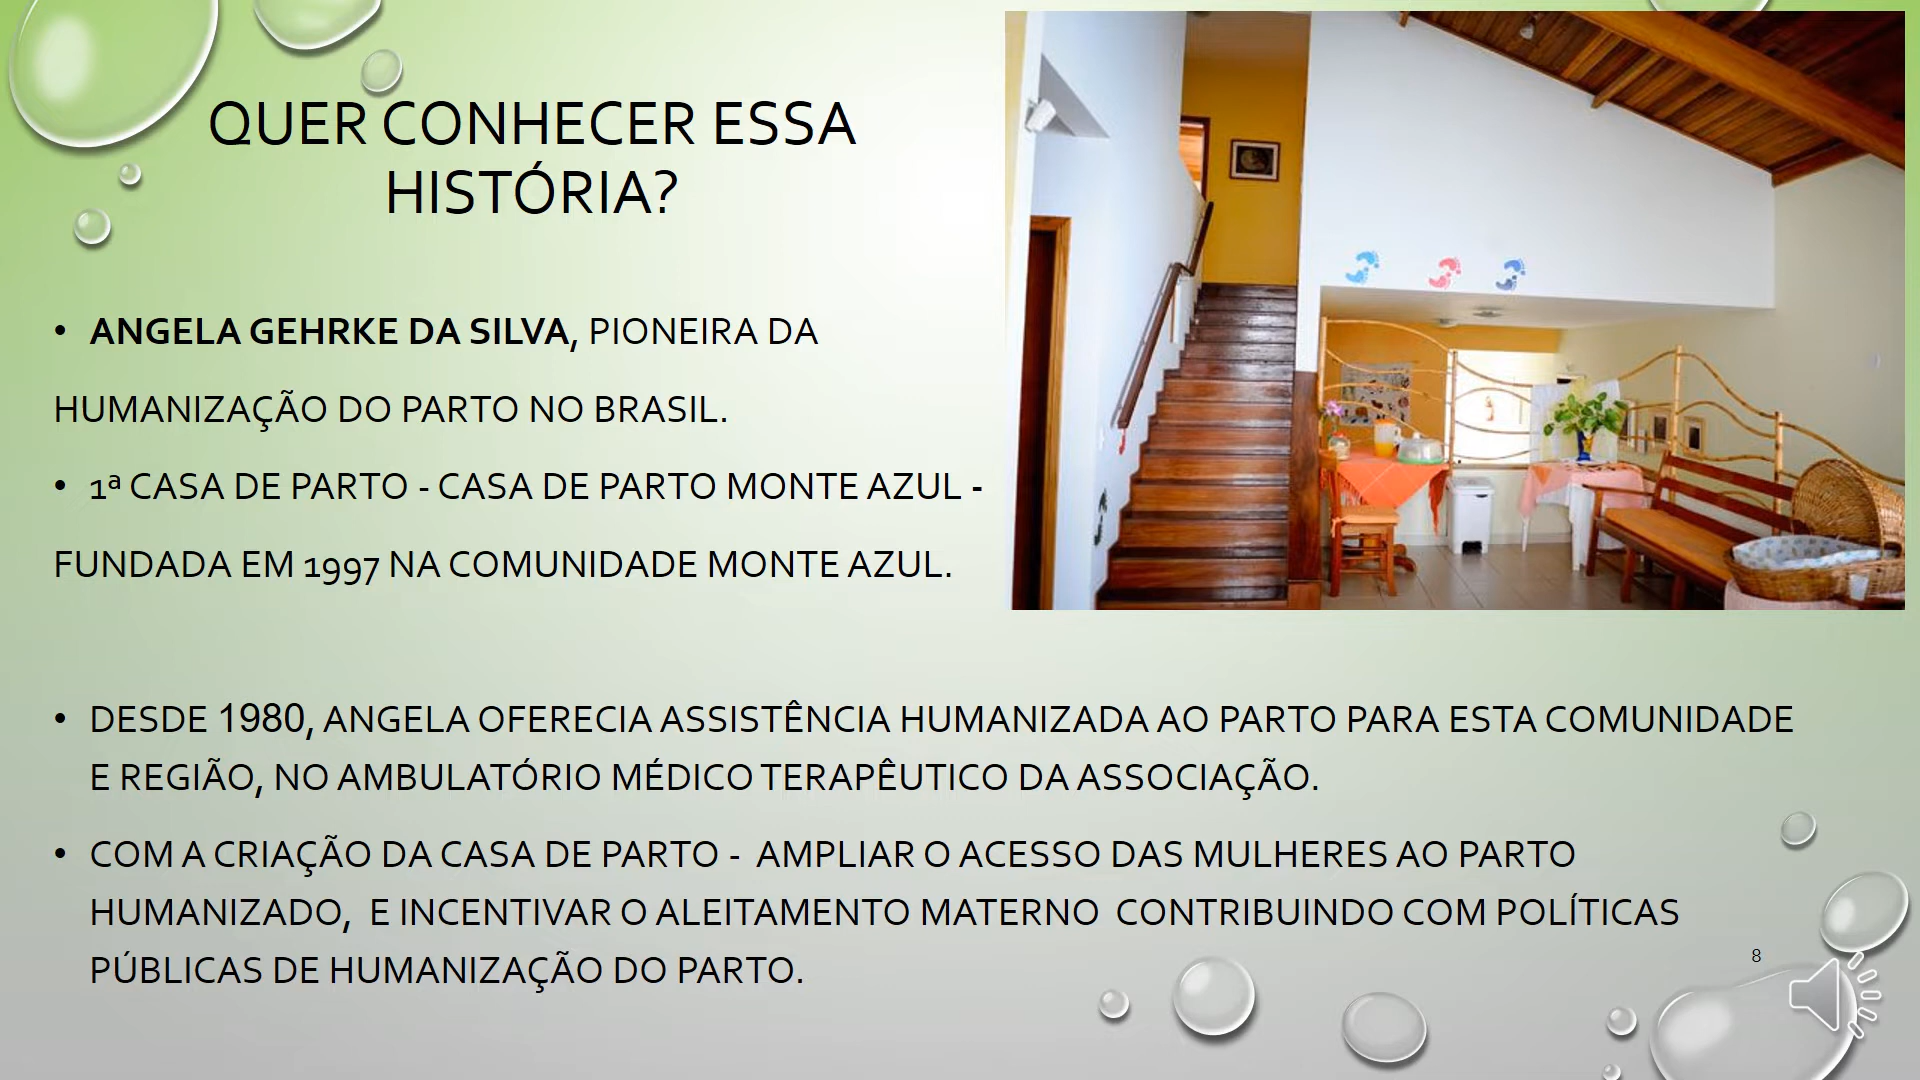 QUER CONHECER ESSA
HISTÓRIA?
• ANGELA GEHRKE DA SILVA, PIONEIRA DA
HUMANIZAÇÃO DO PARTO NO BRASIL.
• 1ª CASA DE PARTO - CASA DE PARTO MONTE AZUL -
FUNDADA EM 1997 NA COMUNIDADE MONTE AZUL.
• DESDE 1980, ANGELA OFERECIA ASSISTÊNCIA HUMANIZADA AO PARTO PARA ESTA COMUNIDADE
E REGIÃO, NO AMBULATÓRIO MÉDICO TERAPÊUTICO DA ASSOCIAÇÃO.
• COM A CRIAÇÃO DA CASA DE PARTO - AMPLIAR O ACESSO DAS MULHERES AO PARTO
HUMANIZADO, E INCENTIVAR O ALEITAMENTO MATERNO CONTRIBUINDO COM POLÍTICAS
PÚBLICAS DE HUMANIZAÇÃO DO PARTO.
8